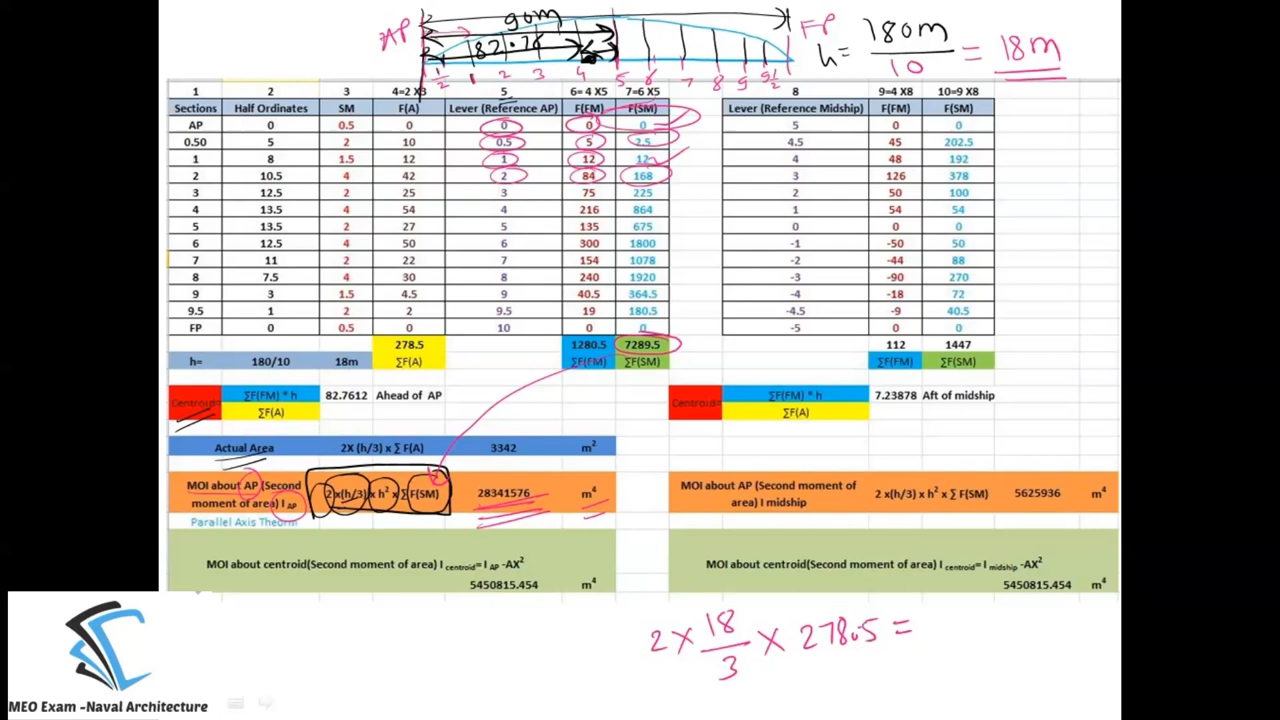 90m
AP
FP
82.76
½ 1 2 3 4 5 6 7 8 9 9½
h= 180m/10 = 18m
1 2 3 4=2 X3 5 6= 4 X5 7=6 X5 8 9=4 X8 10=9 X8
Sections Half Ordinates SM F(A) Lever (Reference AP) F(FM) F(SM) Lever (Reference Midship) F(FM) F(SM)
AP 0 0.5 0 0 0 0 5 0 0
0.50 5 2 10 0.5 5 2.5 4.5 45 202.5
1 8 1.5 12 1 12 12 4 48 192
2 10.5 4 42 2 84 168 3 126 378
3 12.5 2 25 3 75 225 2 50 100
4 13.5 4 54 4 216 864 1 54 54
5 13.5 2 27 5 135 675 0 0 0
6 12.5 4 50 6 300 1800 -1 -50 50
7 11 2 22 7 154 1078 -2 -44 88
8 7.5 4 30 8 240 1920 -3 -90 270
9 3 1.5 4.5 9 40.5 364.5 -4 -18 72
9.5 1 2 2 9.5 19 180.5 -4.5 -9 40.5
FP 0 0.5 0 10 0 0 -5 0 0
278.5 1280.5 7289.5 112 1447
h= 180/10 18m ∑F(A) ∑F(FM) ∑F(SM) ∑F(FM) ∑F(SM)
Centroid= ∑F(FM) * h 82.7612 Ahead of AP Centroid= ∑F(FM) * h 7.23878 Aft of midship
∑F(A) ∑F(A)
Actual Area 2X (h/3) x ∑ F(A) 3342 m²
MOI about AP (Second moment of area) I AP 2 x(h/3) x h² x ∑ F(SM) 28341576 m⁴ MOI about AP (Second moment of area) I midship 2 x(h/3) x h² x ∑ F(SM) 5625936 m⁴
Parallel Axis Theorm
MOI about centroid(Second moment of area) I centroid= I AP -AX² MOI about centroid(Second moment of area) I centroid= I midship -AX²
5450815.454 m⁴ 5450815.454 m⁴
2 x 18/3 x 278.5 =
MEO Exam -Naval Architecture